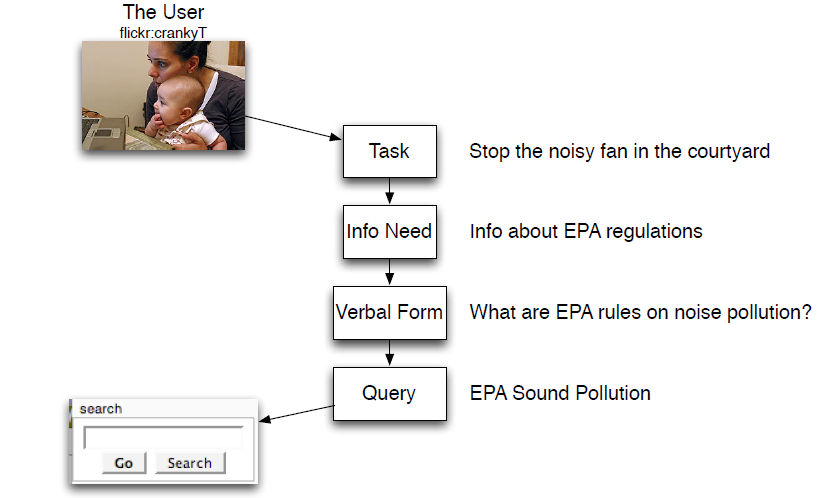 The User
flickr:crankyT
Task
Stop the noisy fan in the courtyard
Info Need
Info about EPA regulations
Verbal Form
What are EPA rules on noise pollution?
Query
EPA Sound Pollution
search
Go
Search